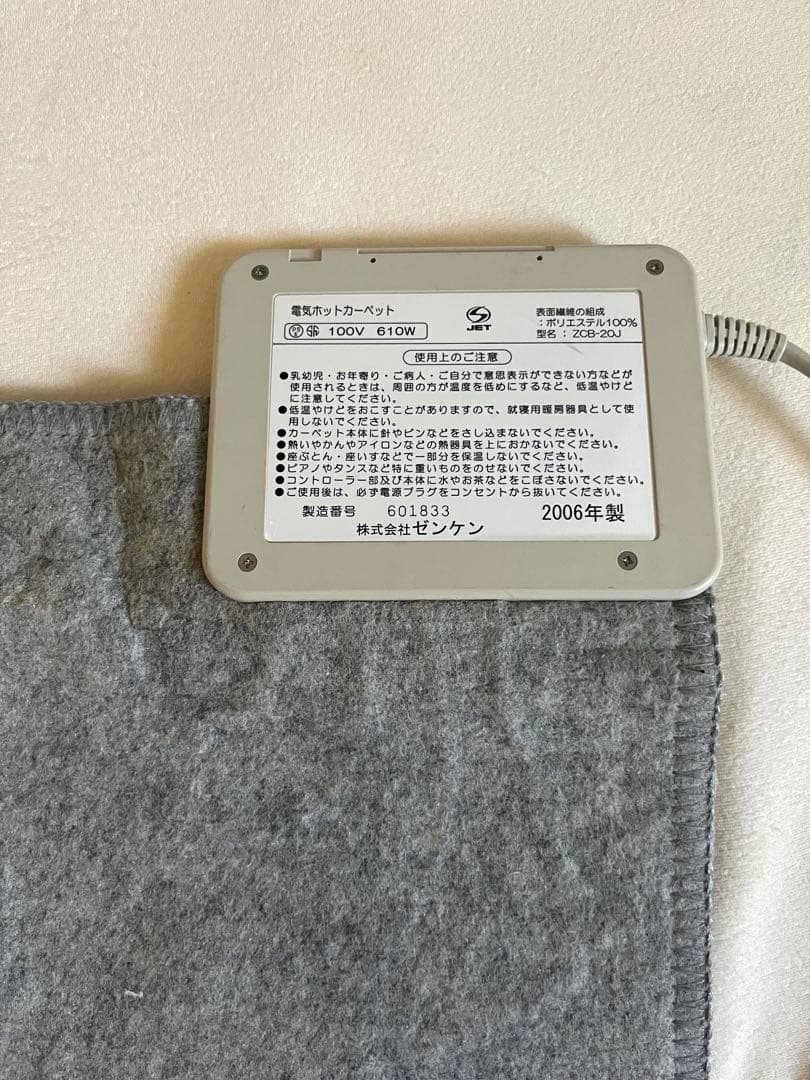 電気ホットカーペット
100V 610W
JET
表面繊維の組成
：ポリエステル100%
型名：ZCB-20J
使用上のご注意
●乳幼児・お年寄り・ご病人・ご自分で意思表示ができない方などが
使用されるときは、周囲の方が温度を低めにするなど、低温やけど
に注意してください。
●低温やけどをおこすことがありますので、就寝用暖房器具として使
用しないでください。
●カーペット本体に針やピンなどをさし込まないでください。
●熱いやかんやアイロンなどの熱器具を上におかないでください。
●座ぶとん・座いすなどで一部分を保温しないでください。
●ピアノやタンスなど特に重いものをのせないでください。
●コントローラー部及び本体に水やお茶などをこぼさないでください。
●ご使用後は、必ず電源プラグをコンセントから抜いてください。
製造番号 601833 2006年製
株式会社ゼンケン